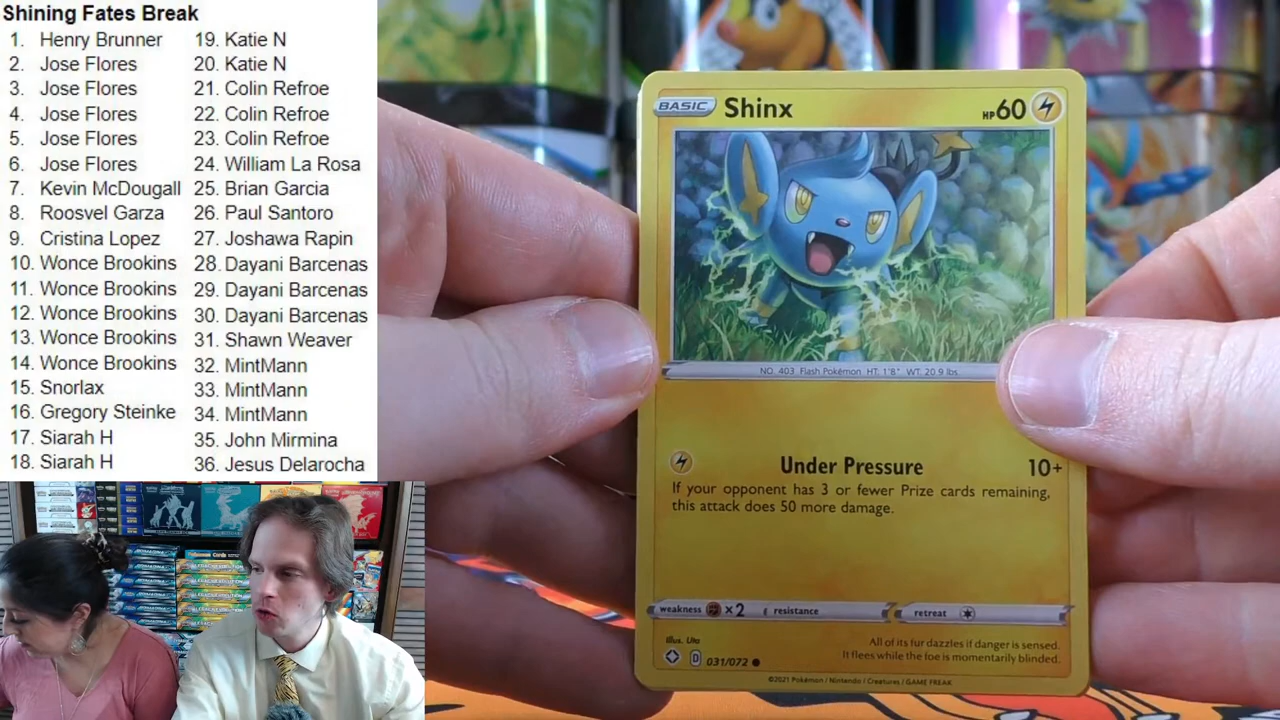 Shining Fates Break
1. Henry Brunner
2. Jose Flores
3. Jose Flores
4. Jose Flores
5. Jose Flores
6. Jose Flores
7. Kevin McDougall
8. Roosvel Garza
9. Cristina Lopez
10. Wonce Brookins
11. Wonce Brookins
12. Wonce Brookins
13. Wonce Brookins
14. Wonce Brookins
15. Snorlax
16. Gregory Steinke
17. Siarah H
18. Siarah H
19. Katie N
20. Katie N
21. Colin Refroe
22. Colin Refroe
23. Colin Refroe
24. William La Rosa
25. Brian Garcia
26. Paul Santoro
27. Joshawa Rapin
28. Dayani Barcenas
29. Dayani Barcenas
30. Dayani Barcenas
31. Shawn Weaver
32. MintMann
33. MintMann
34. MintMann
35. John Mirmina
36. Jesus Delarocha
BASIC Shinx HP60
NO. 403 Flash Pokémon HT: 1'8" WT: 20.9 lbs.
Under Pressure 10+
If your opponent has 3 or fewer Prize cards remaining,
this attack does 50 more damage.
weakness ×2 resistance retreat
Illus. Uta
All of its fur dazzles if danger is sensed.
It flees while the foe is momentarily blinded.
D 031/072
©2021 Pokémon / Nintendo / Creatures / GAME FREAK